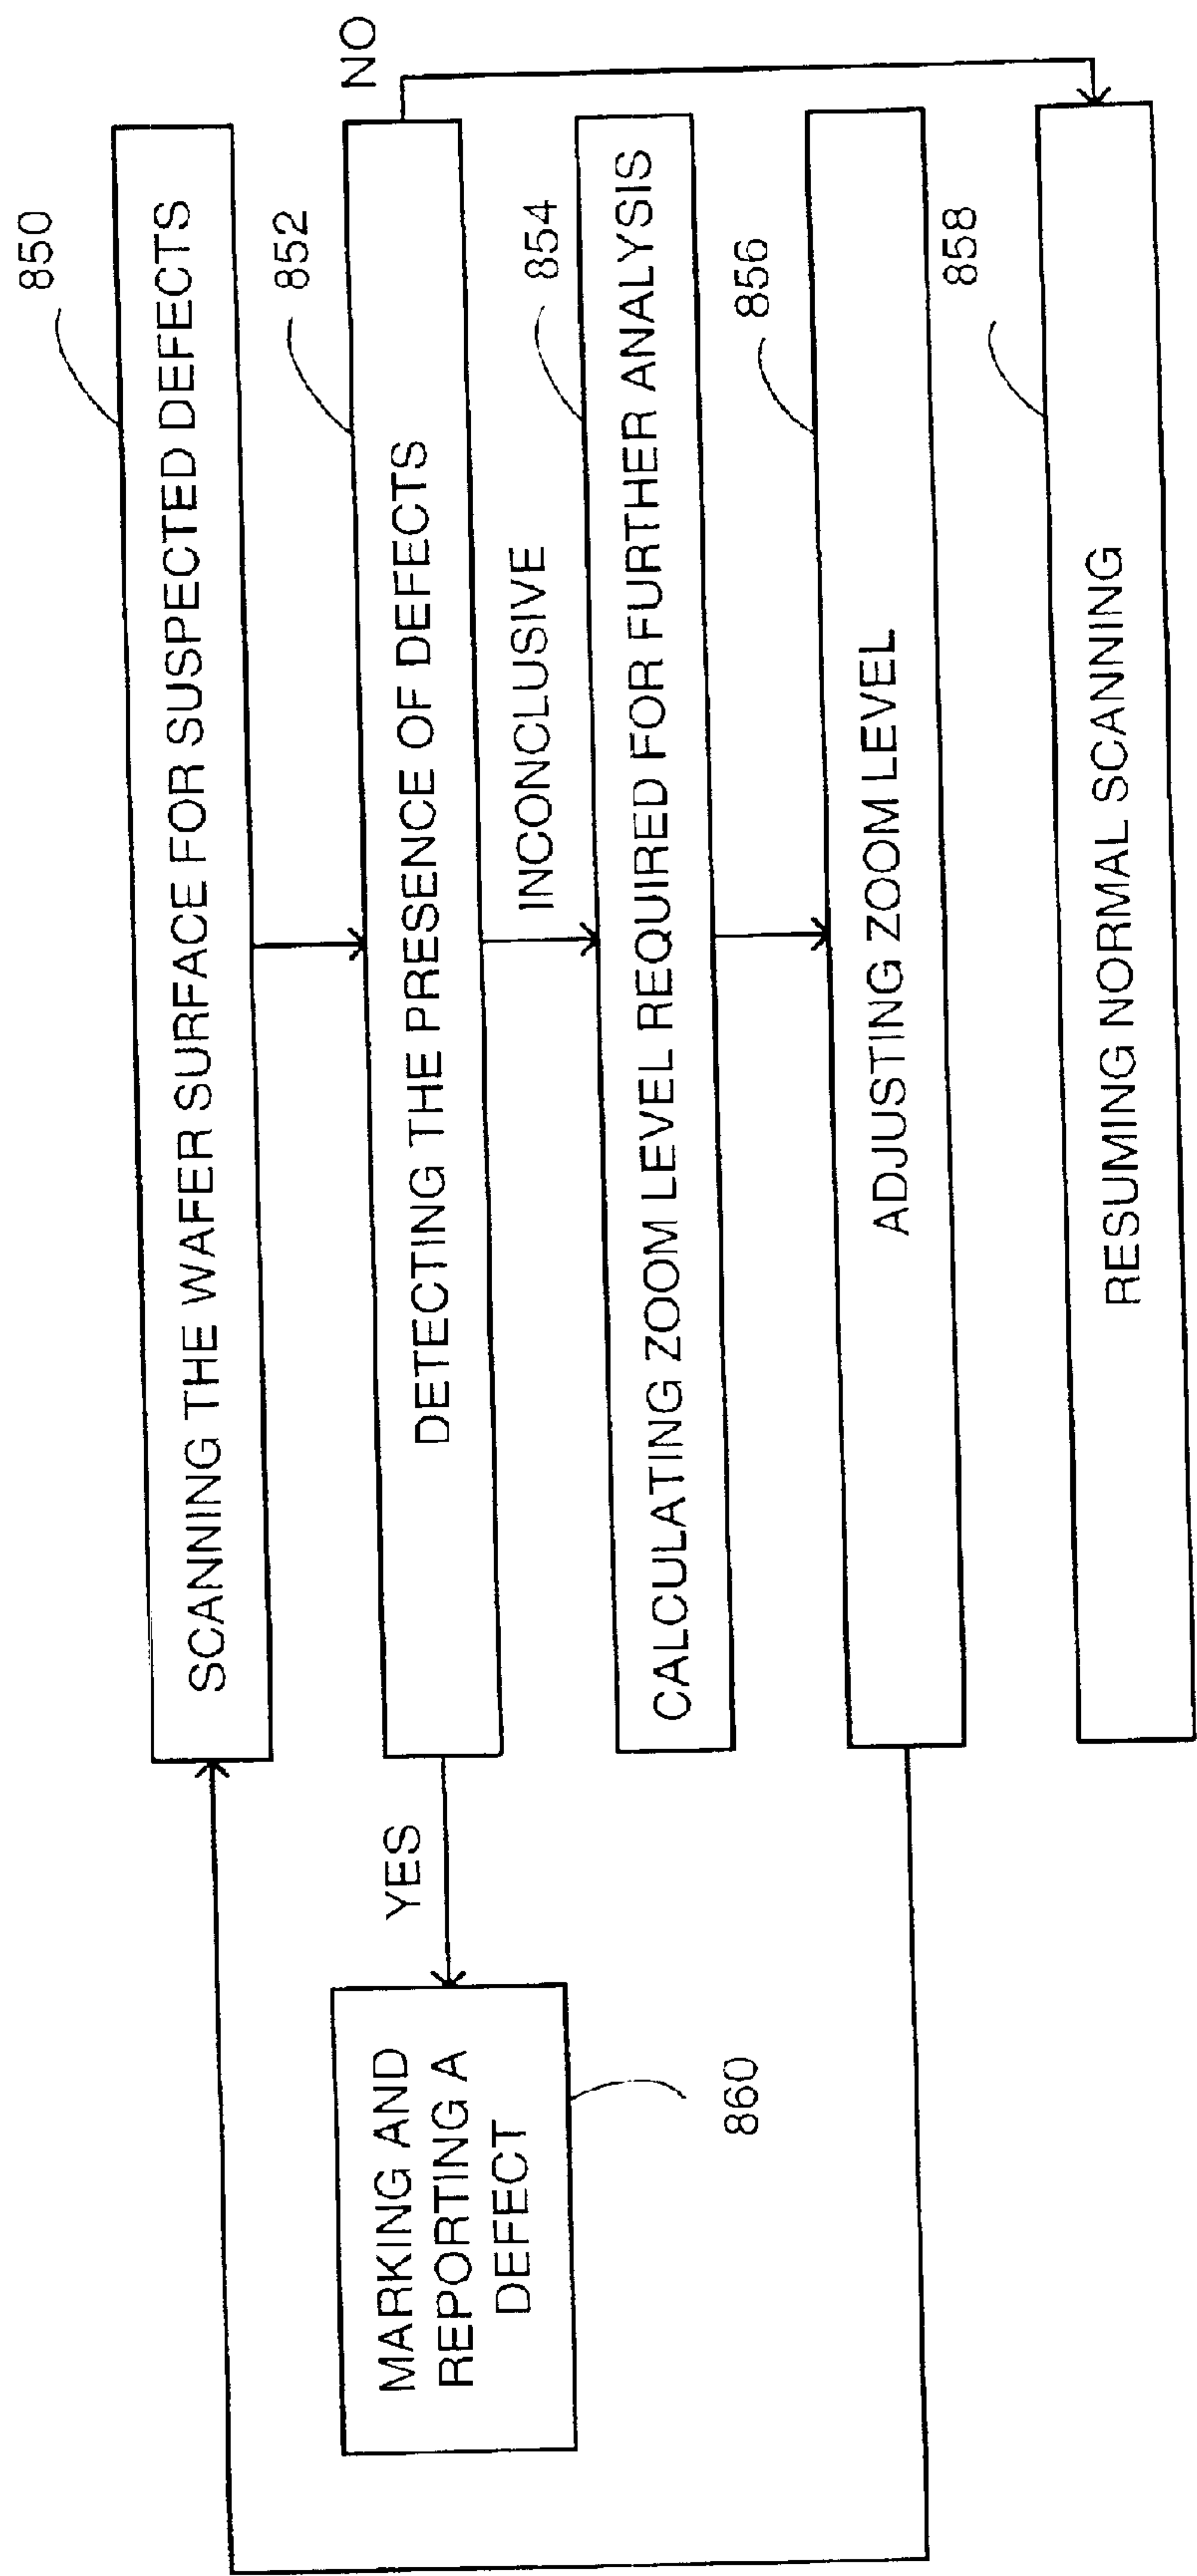 850
SCANNING THE WAFER SURFACE FOR SUSPECTED DEFECTS
852
NO
DETECTING THE PRESENCE OF DEFECTS
YES
INCONCLUSIVE
MARKING AND
REPORTING A
DEFECT
860
854
CALCULATING ZOOM LEVEL REQUIRED FOR FURTHER ANALYSIS
856
ADJUSTING ZOOM LEVEL
858
RESUMING NORMAL SCANNING